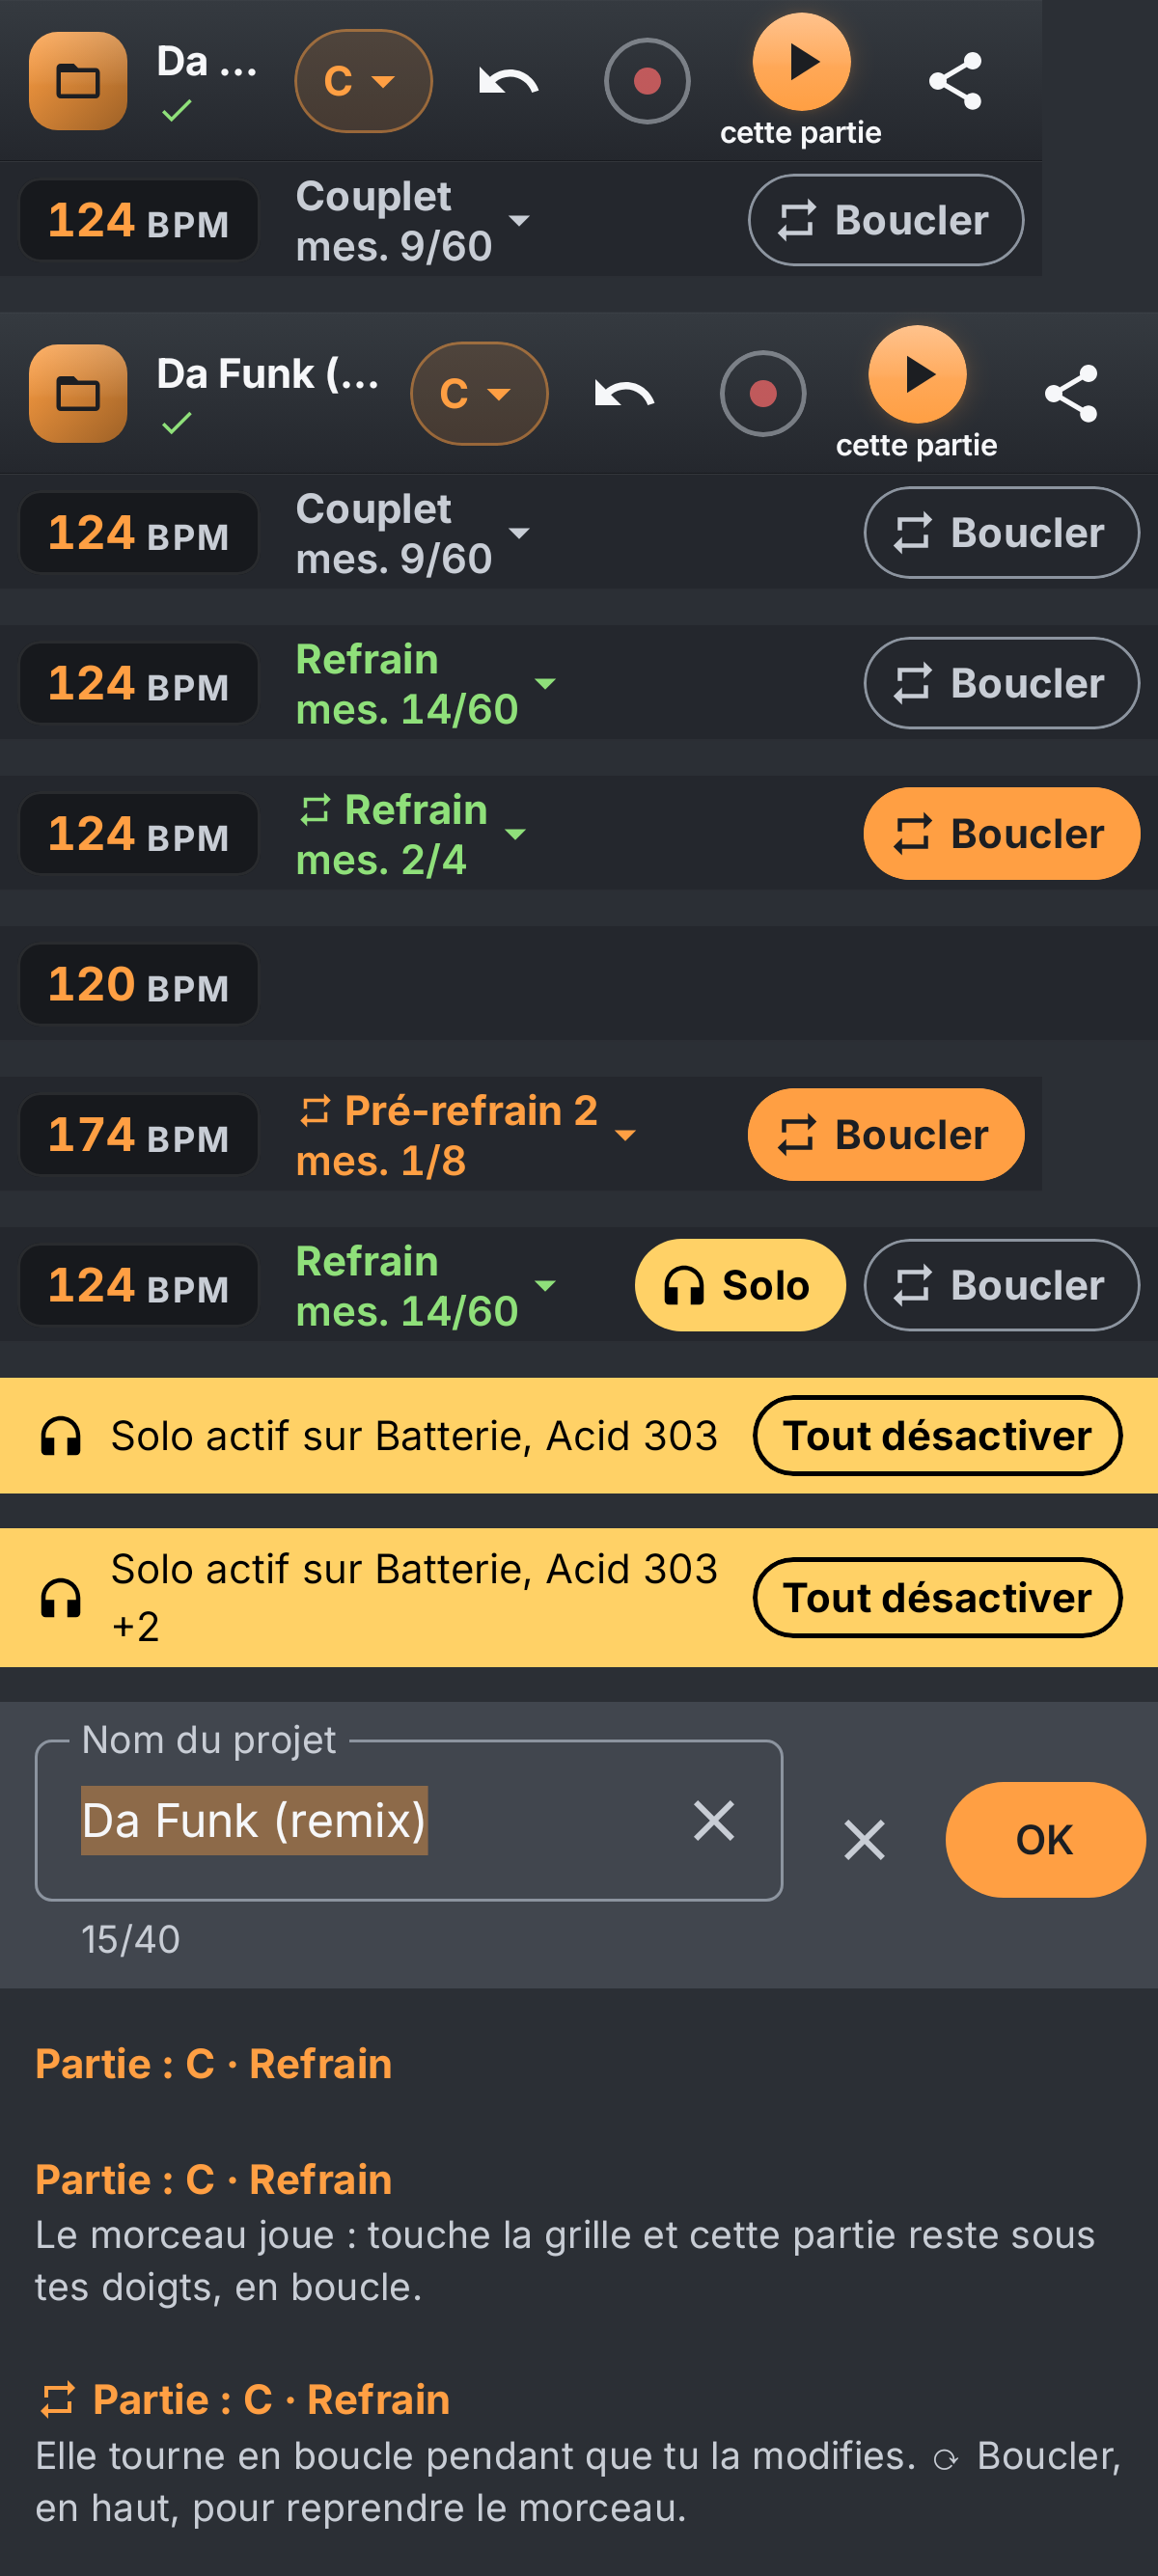 Da ...
C
cette partie
124 BPM
Couplet
mes. 9/60
Boucler
Da Funk (...
C
cette partie
124 BPM
Couplet
mes. 9/60
Boucler
124 BPM
Refrain
mes. 14/60
Boucler
124 BPM
Refrain
mes. 2/4
Boucler
120 BPM
174 BPM
Pré-refrain 2
mes. 1/8
Boucler
124 BPM
Refrain
mes. 14/60
Solo
Boucler
Solo actif sur Batterie, Acid 303
Tout désactiver
Solo actif sur Batterie, Acid 303
+2
Tout désactiver
Nom du projet
Da Funk (remix)
OK
15/40
Partie : C · Refrain
Partie : C · Refrain
Le morceau joue : touche la grille et cette partie reste sous
tes doigts, en boucle.
Partie : C · Refrain
Elle tourne en boucle pendant que tu la modifies. ⟳ Boucler,
en haut, pour reprendre le morceau.